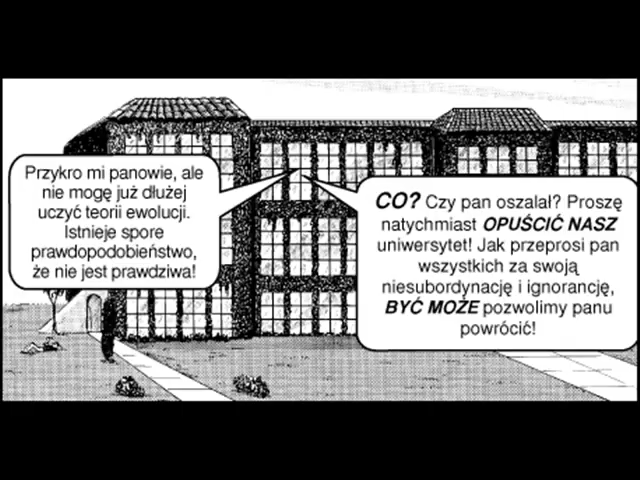 Przykro mi panowie, ale
nie mogę już dłużej
uczyć teorii ewolucji.
Istnieje spore
prawdopodobieństwo,
że nie jest prawdziwa!
CO? Czy pan oszalał? Proszę
natychmiast OPUŚCIĆ NASZ
uniwersytet! Jak przeprosi pan
wszystkich za swoją
niesubordynację i ignorancję,
BYĆ MOŻE pozwolimy panu
powrócić!